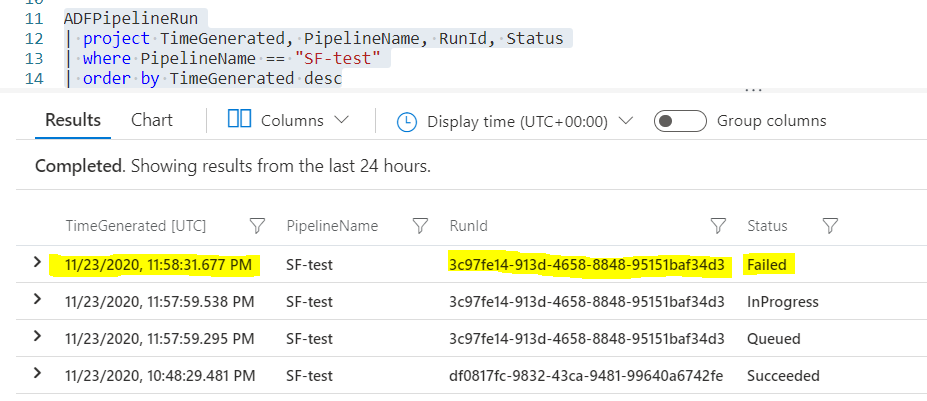 10
11 ADFPipelineRun
12 | project TimeGenerated, PipelineName, RunId, Status
13 | where PipelineName == "SF-test"
14 | order by TimeGenerated desc
...
Results Chart Columns Display time (UTC+00:00) Group columns
Completed. Showing results from the last 24 hours.
TimeGenerated [UTC] PipelineName RunId Status
11/23/2020, 11:58:31.677 PM SF-test 3c97fe14-913d-4658-8848-95151baf34d3 Failed
11/23/2020, 11:57:59.538 PM SF-test 3c97fe14-913d-4658-8848-95151baf34d3 InProgress
11/23/2020, 11:57:59.295 PM SF-test 3c97fe14-913d-4658-8848-95151baf34d3 Queued
11/23/2020, 10:48:29.481 PM SF-test df0817fc-9832-43ca-9481-99640a6742fe Succeeded